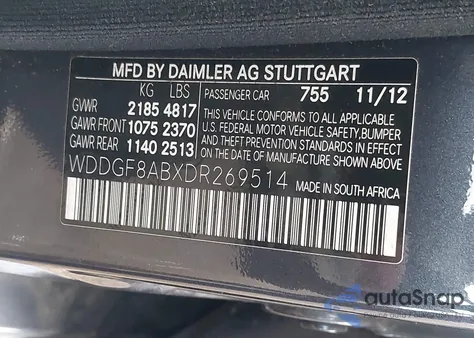 MFD BY DAIMLER AG STUTTGART
KG LBS
GVWR 2185 4817
GAWR FRONT 1075 2370
GAWR REAR 1140 2513
PASSENGER CAR 755 11/12
THIS VEHICLE CONFORMS TO ALL APPLICABLE
U.S. FEDERAL MOTOR VEHICLE SAFETY,BUMPER
AND THEFT PREVENTION STANDARDS IN EFFECT
ON THE DATE OF MANUFACTURE SHOWN ABOVE.
WDDGF8ABXDR269514 MADE IN SOUTH AFRICA
autoSnap